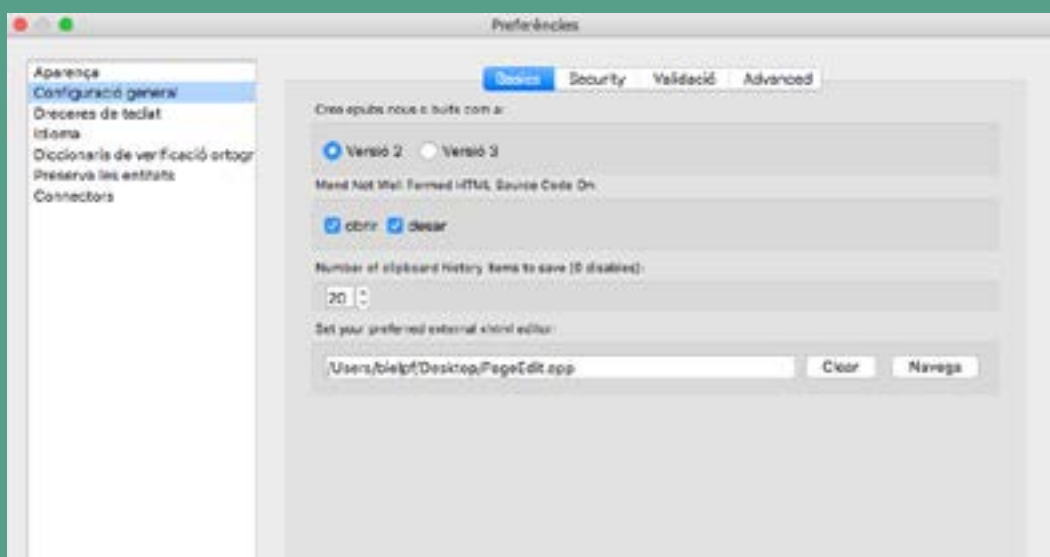 Preferències
Aparença
Configuració general
Dreceres de teclat
Idioma
Diccionaris de verificació ortogr
Preserva les entitats
Connectors
Basics Security Validació Advanced
Crea epubs nous o buits com a:
Versió 2 Versió 3
Mend Not Well Formed HTML Source Code On:
obrir desar
Number of clipboard history items to save (0 disables):
20
Set your preferred external xhtml editor:
/Users/bielpf/Desktop/PageEdit.app Clear Navega